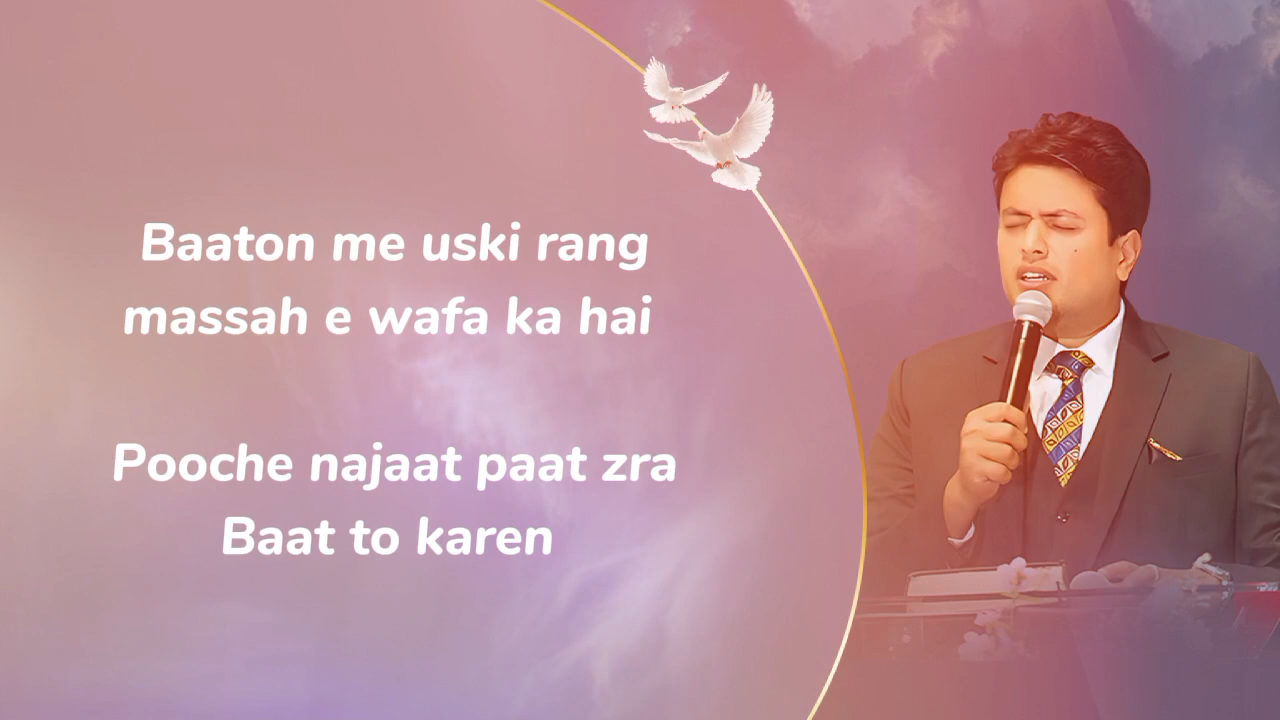 Baaton me uski rang
massah e wafa ka hai
Pooche najaat paat zra
Baat to karen